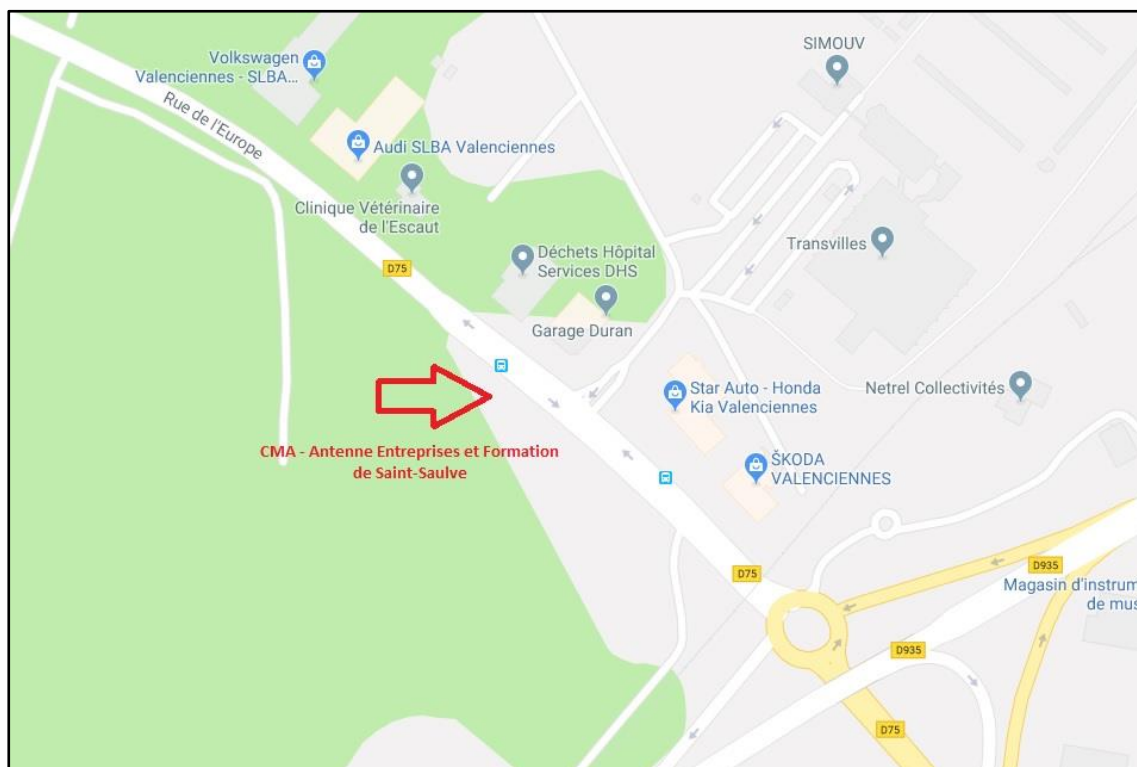 SIMOUV
Volkswagen
Valenciennes - SLBA...
Rue de l'Europe
Audi SLBA Valenciennes
Clinique Vétérinaire
de l'Escaut
Déchets Hôpital
Services DHS
Transvilles
D75
Garage Duran
Star Auto - Honda
Kia Valenciennes
Netrel Collectivités
CMA - Antenne Entreprises et Formation
de Saint-Saulve
ŠKODA
VALENCIENNES
D75
D935
Magasin d'instrum
de mus
D935
D75